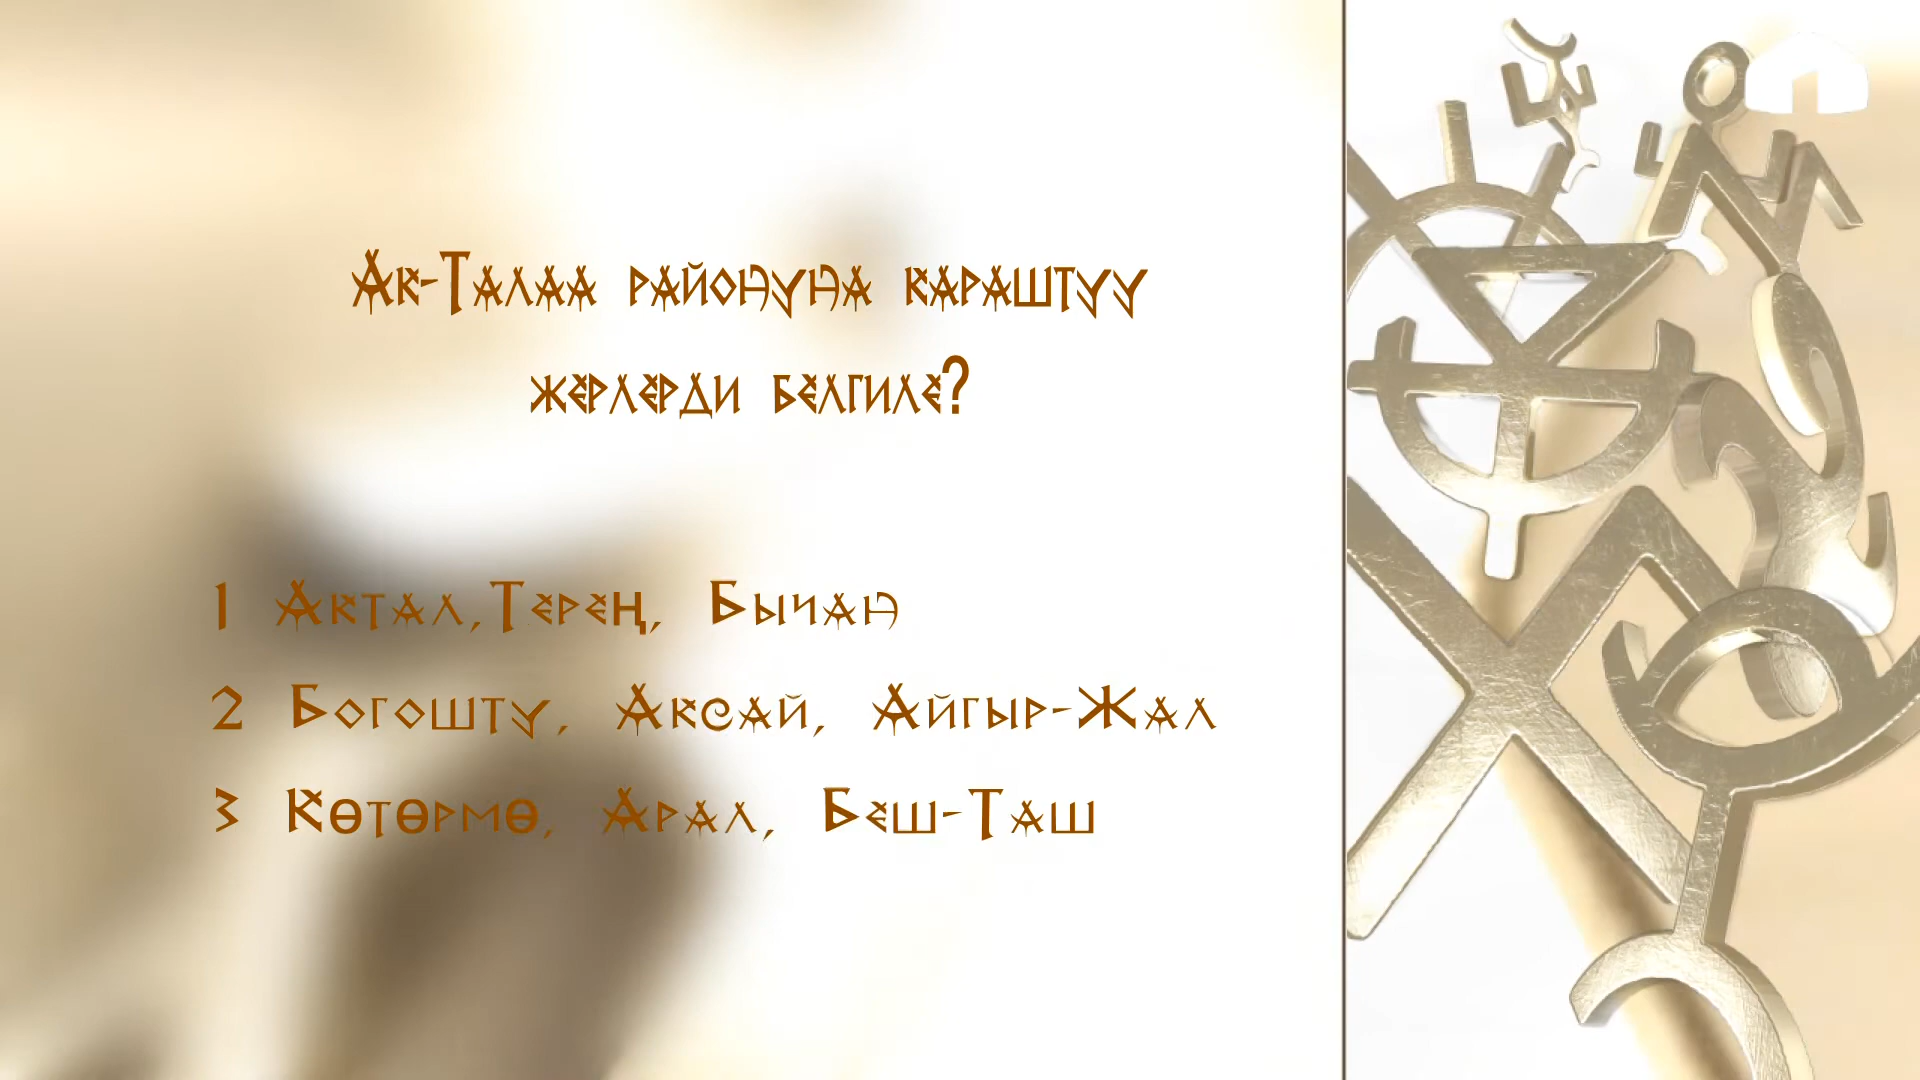 Ак-Талаа районуна караштуу
жерлерди белгиле?
1 Актал, Терең, Бычан
2 Богошту, Аксай, Айгыр-Жал
3 Көтөрмө, Арал, Беш-Таш